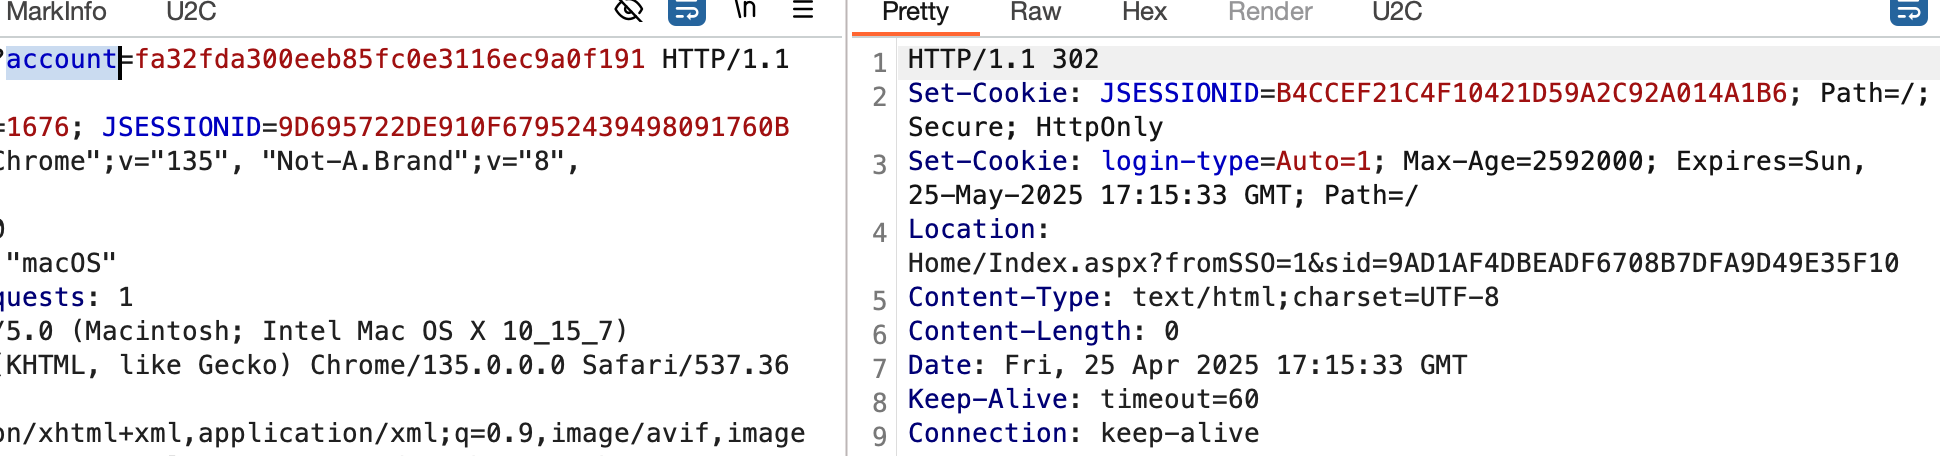 MarkInfo U2C \n
?account=fa32fda300eeb85fc0e3116ec9a0f191 HTTP/1.1
=1676; JSESSIONID=9D695722DE910F67952439498091760B
Chrome";v="135", "Not-A.Brand";v="8",
"macOS"
quests: 1
/5.0 (Macintosh; Intel Mac OS X 10_15_7)
(KHTML, like Gecko) Chrome/135.0.0.0 Safari/537.36
on/xhtml+xml,application/xml;q=0.9,image/avif,image
Pretty Raw Hex Render U2C
1 HTTP/1.1 302
2 Set-Cookie: JSESSIONID=B4CCEF21C4F10421D59A2C92A014A1B6; Path=/;
Secure; HttpOnly
3 Set-Cookie: login-type=Auto=1; Max-Age=2592000; Expires=Sun,
25-May-2025 17:15:33 GMT; Path=/
4 Location:
Home/Index.aspx?fromSSO=1&sid=9AD1AF4DBEADF6708B7DFA9D49E35F10
5 Content-Type: text/html;charset=UTF-8
6 Content-Length: 0
7 Date: Fri, 25 Apr 2025 17:15:33 GMT
8 Keep-Alive: timeout=60
9 Connection: keep-alive